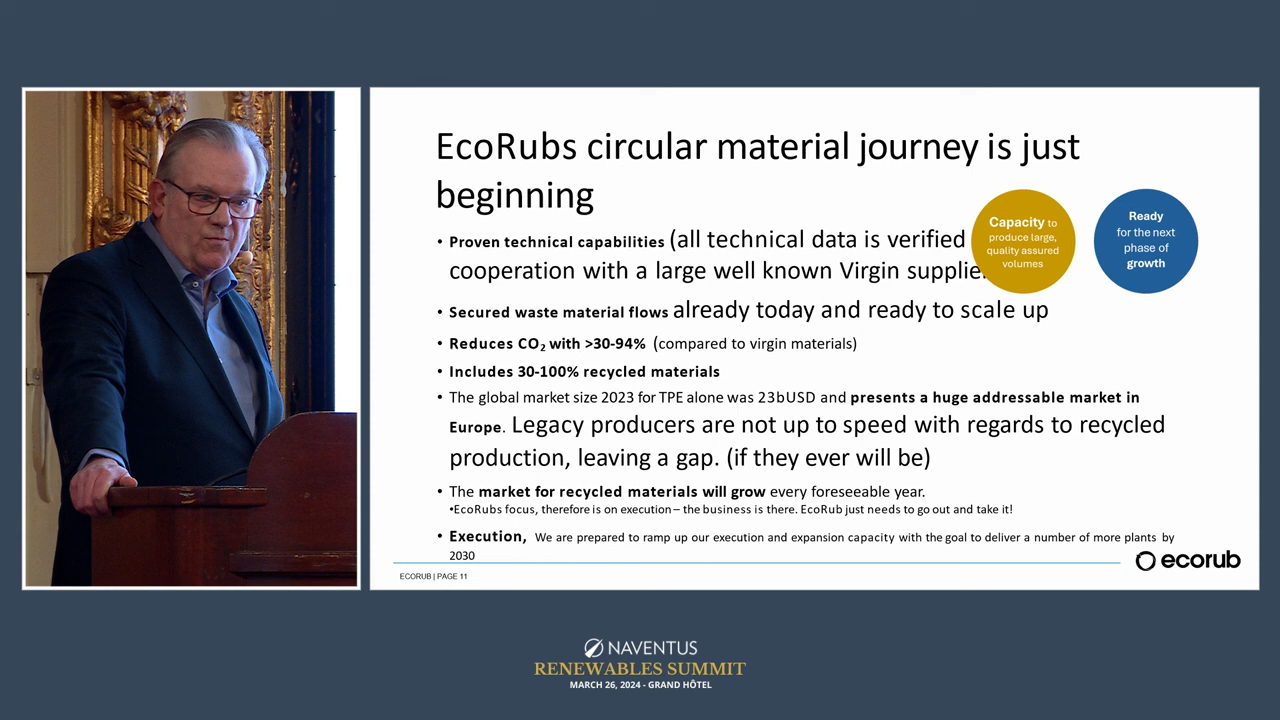 EcoRubs circular material journey is just
beginning
Capacity to
produce large,
quality assured
volumes
Ready
for the next
phase of
growth
• Proven technical capabilities (all technical data is verified
cooperation with a large well known Virgin supplie
• Secured waste material flows already today and ready to scale up
• Reduces CO₂ with >30-94% (compared to virgin materials)
• Includes 30-100% recycled materials
• The global market size 2023 for TPE alone was 23bUSD and presents a huge addressable market in
Europe. Legacy producers are not up to speed with regards to recycled
production, leaving a gap. (if they ever will be)
• The market for recycled materials will grow every foreseeable year.
•EcoRubs focus, therefore is on execution – the business is there. EcoRub just needs to go out and take it!
• Execution, We are prepared to ramp up our execution and expansion capacity with the goal to deliver a number of more plants by
2030
ecorub
ECORUB | PAGE 11
NAVENTUS
RENEWABLES SUMMIT
MARCH 26, 2024 - GRAND HÔTEL